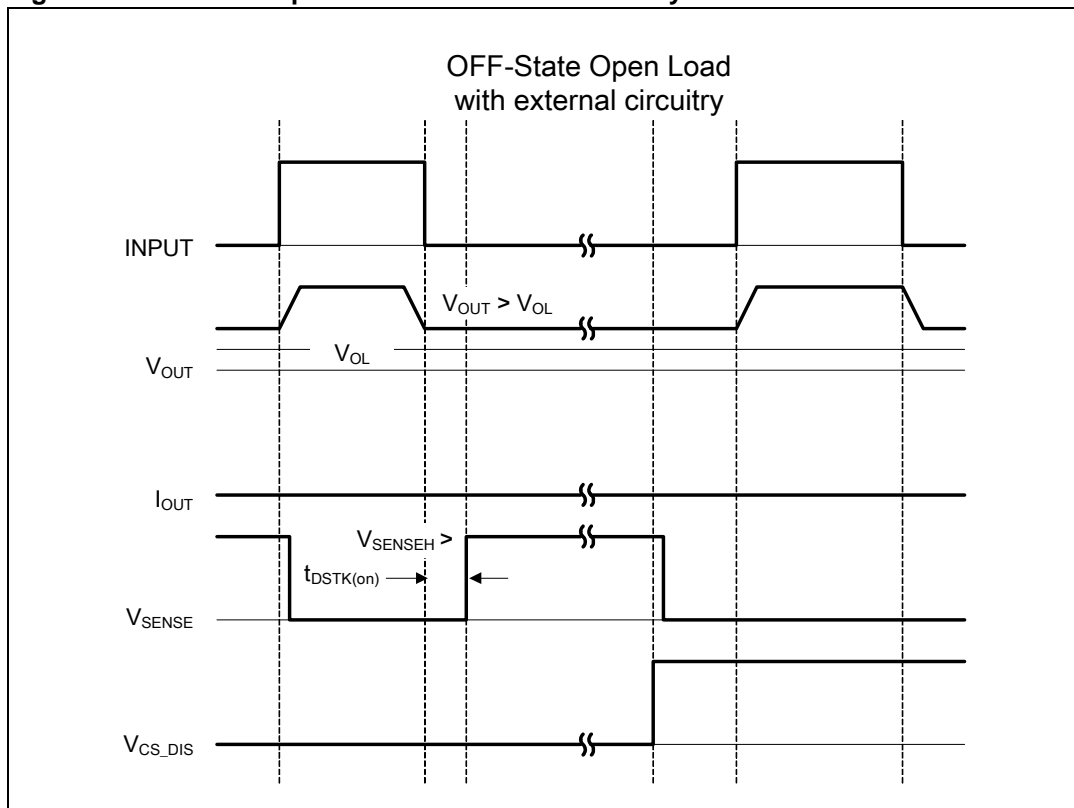 OFF-State Open Load
with external circuitry
INPUT
VOUT > VOL
VOL
VOUT
IOUT
VSENSEH >
tDSTK(on)
VSENSE
VCS_DIS